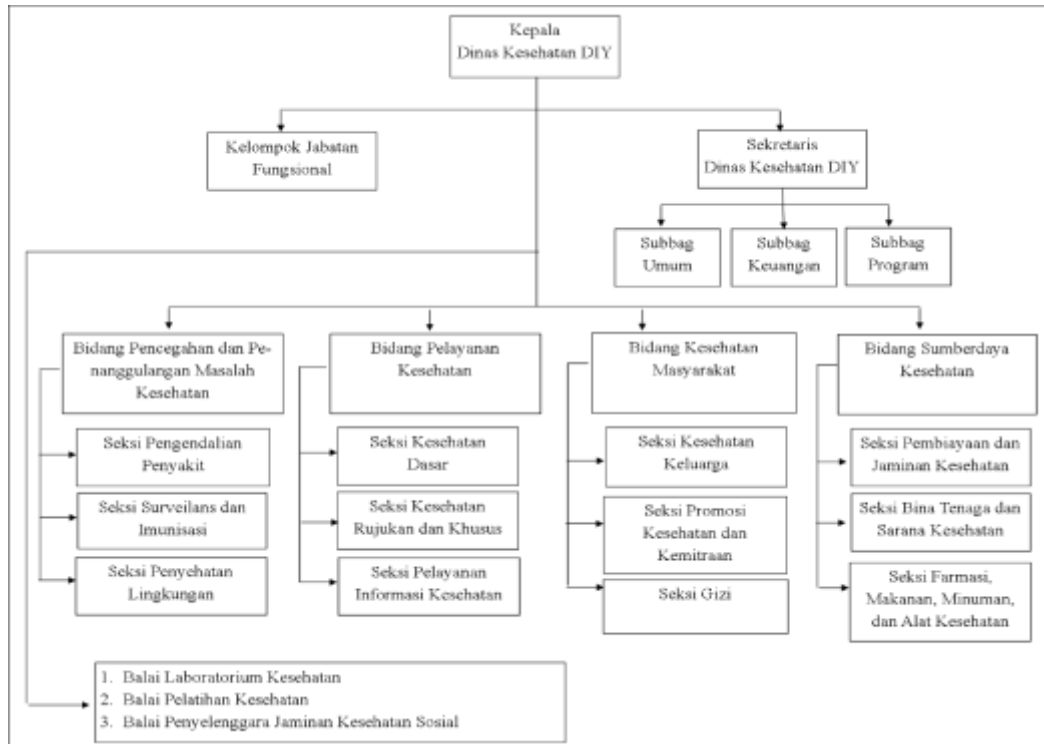 Kepala
Dinas Kesehatan DIY
Kelompok Jabatan
Fungsional
Sekretaris
Dinas Kesehatan DIY
Subbag
Umum
Subbag
Keuangan
Subbag
Program
Bidang Pencegahan dan Pe-
nanggulangan Masalah
Kesehatan
Seksi Pengendalian
Penyakit
Seksi Surveilans dan
Imunisasi
Seksi Penyehatan
Lingkungan
Bidang Pelayanan
Kesehatan
Seksi Kesehatan
Dasar
Seksi Kesehatan
Rujukan dan Khusus
Seksi Pelayanan
Informasi Kesehatan
Bidang Kesehatan
Masyarakat
Seksi Kesehatan
Keluarga
Seksi Promosi
Kesehatan dan
Kemitraan
Seksi Gizi
Bidang Sumberdaya
Kesehatan
Seksi Pembiayaan dan
Jaminan Kesehatan
Seksi Bina Tenaga dan
Sarana Kesehatan
Seksi Farmasi,
Makanan, Minuman,
dan Alat Kesehatan
1. Balai Laboratorium Kesehatan
2. Balai Pelatihan Kesehatan
3. Balai Penyelenggara Jaminan Kesehatan Sosial